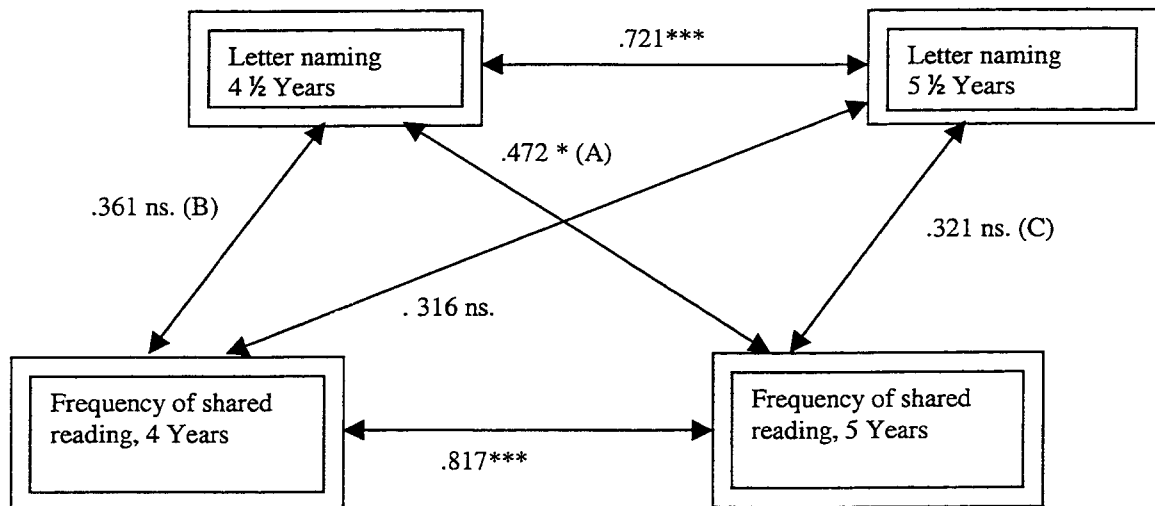 .721***
Letter naming
4 ½ Years
Letter naming
5 ½ Years
.472 * (A)
.361 ns. (B)
.321 ns. (C)
. 316 ns.
Frequency of shared
reading, 4 Years
Frequency of shared
reading, 5 Years
.817***